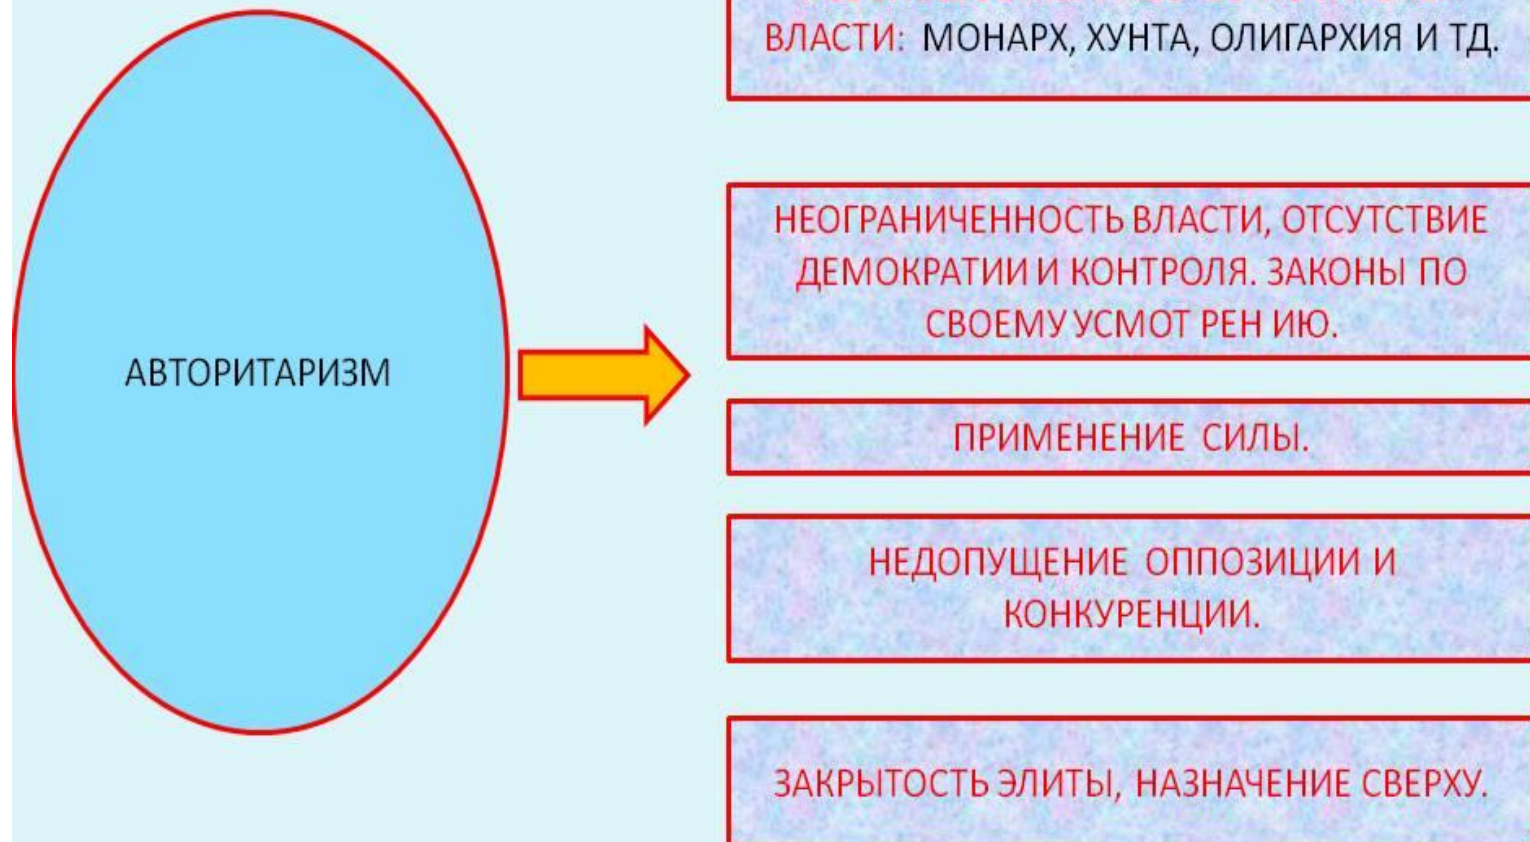 ВЛАСТИ: МОНАРХ, ХУНТА, ОЛИГАРХИЯ И ТД.
НЕОГРАНИЧЕННОСТЬ ВЛАСТИ, ОТСУТСТВИЕ
ДЕМОКРАТИИ И КОНТРОЛЯ. ЗАКОНЫ ПО
СВОЕМУ УСМОТ РЕН ИЮ.
АВТОРИТАРИЗМ
ПРИМЕНЕНИЕ СИЛЫ.
НЕДОПУЩЕНИЕ ОППОЗИЦИИ И
КОНКУРЕНЦИИ.
ЗАКРЫТОСТЬ ЭЛИТЫ, НАЗНАЧЕНИЕ СВЕРХУ.